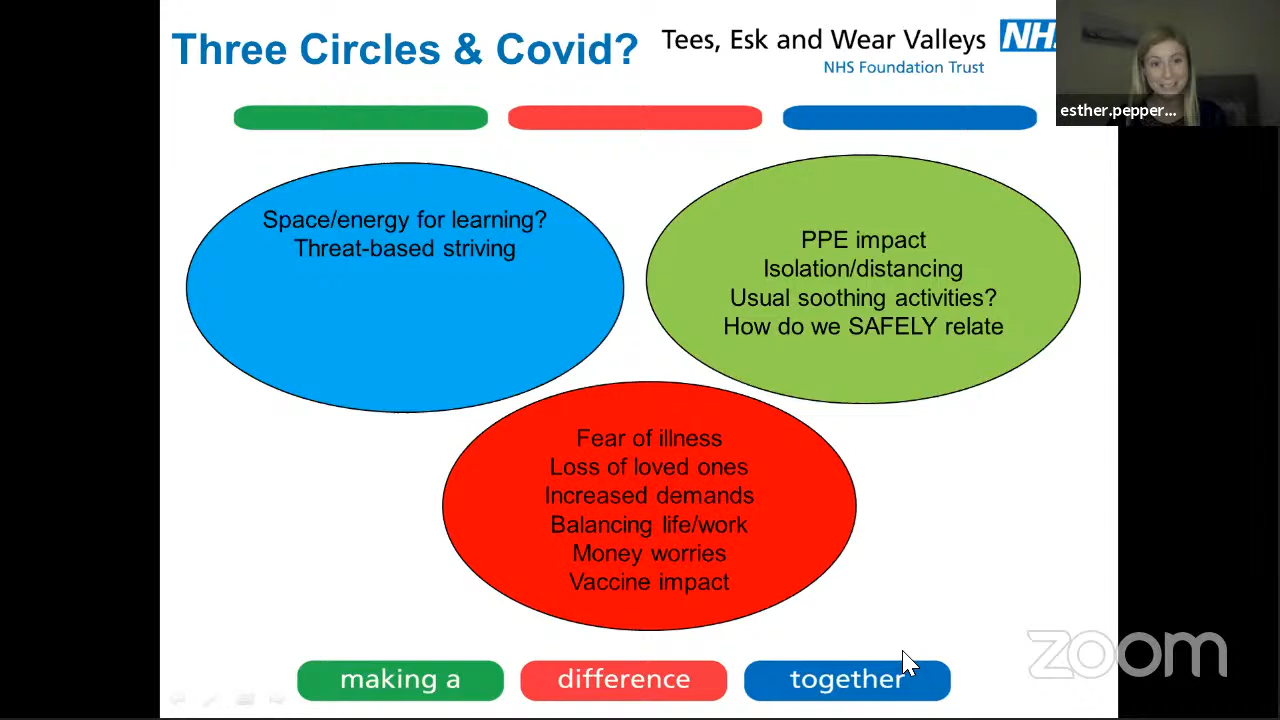 Three Circles & Covid?
Tees, Esk and Wear Valleys
NHS Foundation Trust
esther.pepper...
Space/energy for learning?
Threat-based striving
PPE impact
Isolation/distancing
Usual soothing activities?
How do we SAFELY relate
Fear of illness
Loss of loved ones
Increased demands
Balancing life/work
Money worries
Vaccine impact
making a
difference
together
zoom